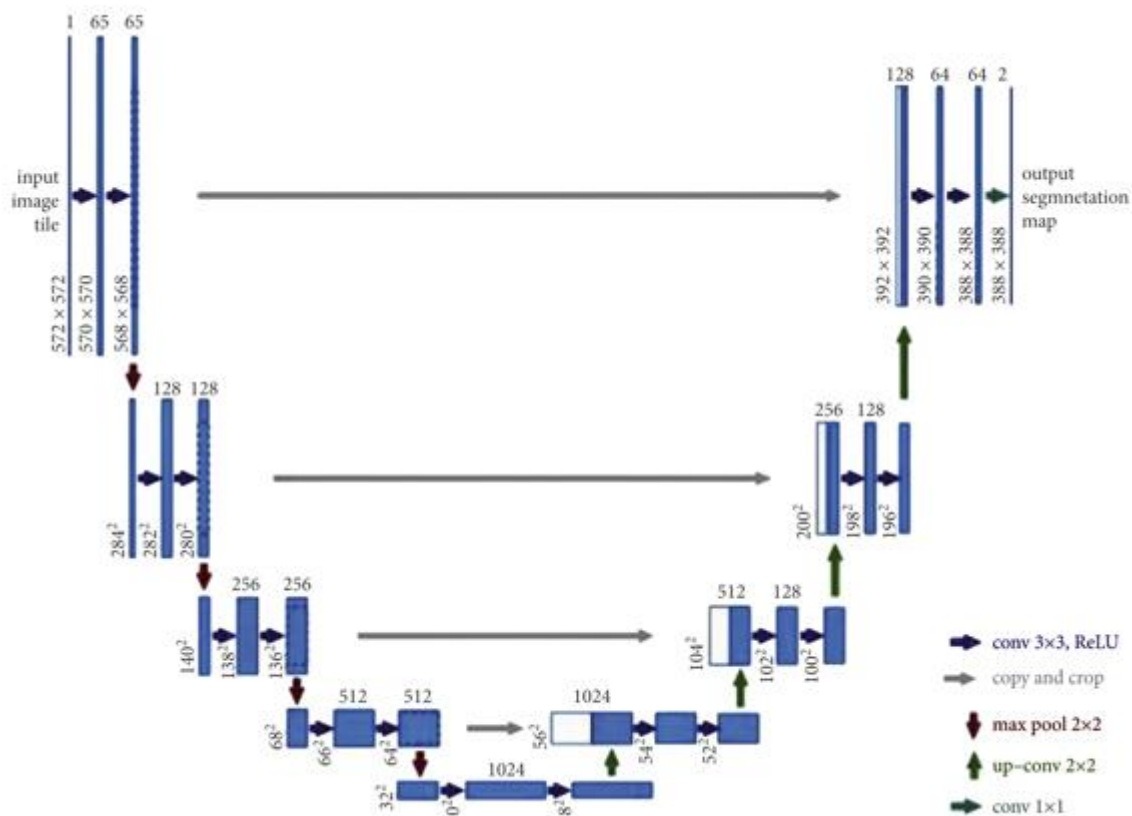 1 65 65
input
image
tile
572 × 572
570 × 570
568 × 568
128 64 64 2
output
segmnetation
map
392 × 392
390 × 390
388 × 388
388 × 388
128 128
284²
282²
280²
256 128
200²
198²
196²
256 256
140²
138²
136²
512 128
104²
102²
100²
512 512
68²
66²
64²
1024
56²
54²
52²
1024
32²
0²
8²
conv 3×3, ReLU
copy and crop
max pool 2×2
up–conv 2×2
conv 1×1